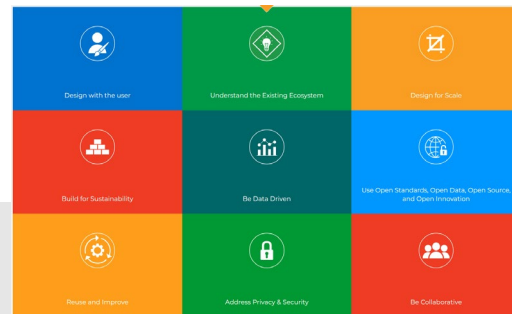 Design with the user
Understand the Existing Ecosystem
Design for Scale
Build for Sustainability
Be Data Driven
Use Open Standards, Open Data, Open Source,
and Open Innovation
Reuse and Improve
Address Privacy & Security
Be Collaborative